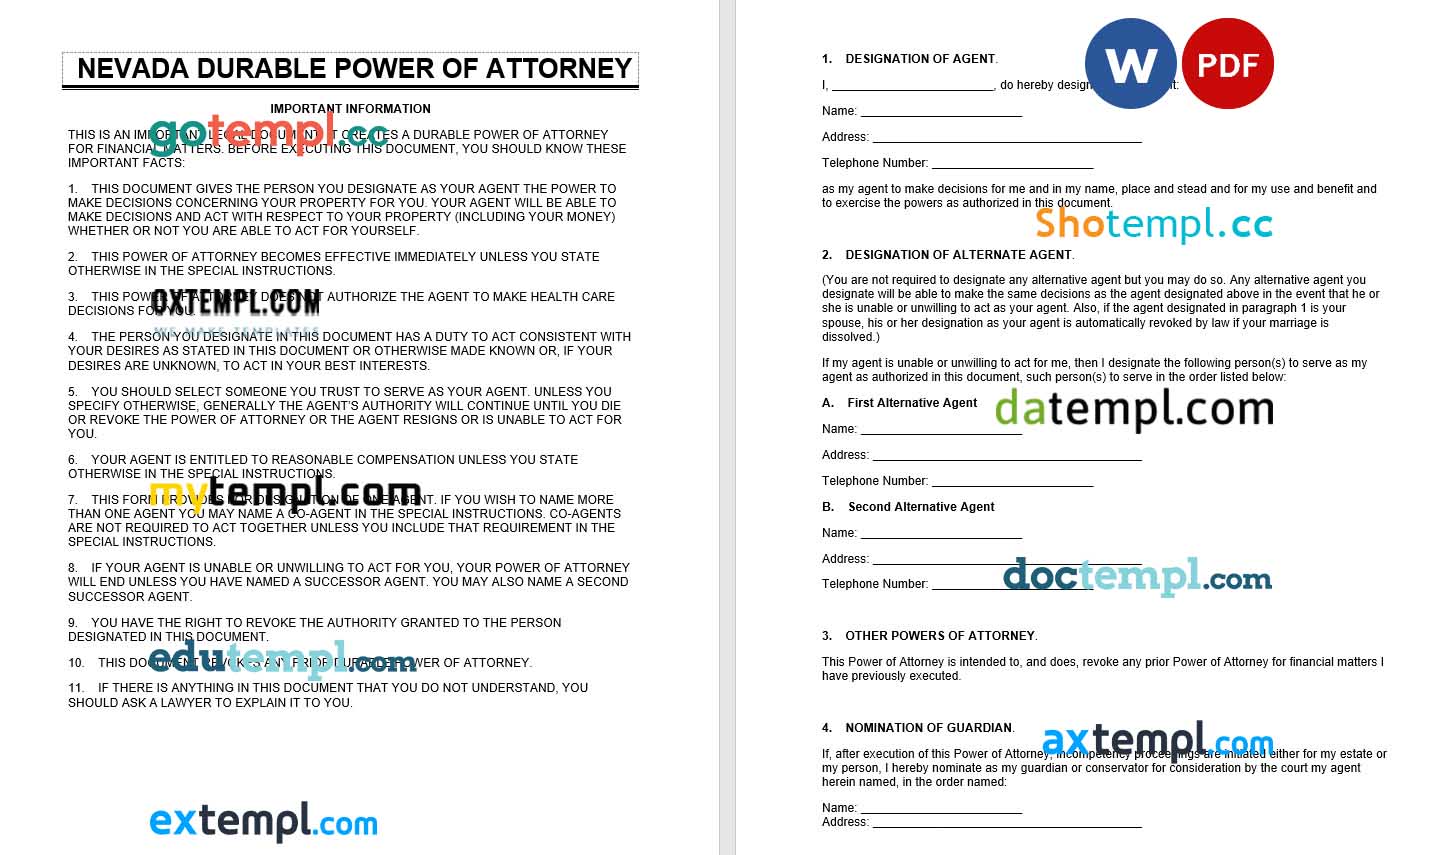 NEVADA DURABLE POWER OF ATTORNEY
IMPORTANT INFORMATION
THIS IS AN IMPORTANT LEGAL DOCUMENT. IT CREATES A DURABLE POWER OF ATTORNEY
gotempl.cc
FOR FINANCIAL MATTERS. BEFORE EXECUTING THIS DOCUMENT, YOU SHOULD KNOW THESE
IMPORTANT FACTS:
1. THIS DOCUMENT GIVES THE PERSON YOU DESIGNATE AS YOUR AGENT THE POWER TO
MAKE DECISIONS CONCERNING YOUR PROPERTY FOR YOU. YOUR AGENT WILL BE ABLE TO
MAKE DECISIONS AND ACT WITH RESPECT TO YOUR PROPERTY (INCLUDING YOUR MONEY)
WHETHER OR NOT YOU ARE ABLE TO ACT FOR YOURSELF.
2. THIS POWER OF ATTORNEY BECOMES EFFECTIVE IMMEDIATELY UNLESS YOU STATE
OTHERWISE IN THE SPECIAL INSTRUCTIONS.
3. THIS POWER OF ATTORNEY DOES NOT AUTHORIZE THE AGENT TO MAKE HEALTH CARE
OXTEMPL.COM
DECISIONS FOR YOU.
WE MAKE TEMPLATES
4. THE PERSON YOU DESIGNATE IN THIS DOCUMENT HAS A DUTY TO ACT CONSISTENT WITH
YOUR DESIRES AS STATED IN THIS DOCUMENT OR OTHERWISE MADE KNOWN OR, IF YOUR
DESIRES ARE UNKNOWN, TO ACT IN YOUR BEST INTERESTS.
5. YOU SHOULD SELECT SOMEONE YOU TRUST TO SERVE AS YOUR AGENT. UNLESS YOU
SPECIFY OTHERWISE, GENERALLY THE AGENT'S AUTHORITY WILL CONTINUE UNTIL YOU DIE
OR REVOKE THE POWER OF ATTORNEY OR THE AGENT RESIGNS OR IS UNABLE TO ACT FOR
YOU.
6. YOUR AGENT IS ENTITLED TO REASONABLE COMPENSATION UNLESS YOU STATE
OTHERWISE IN THE SPECIAL INSTRUCTIONS.
mytempl.com
7. THIS FORM PROVIDES FOR DESIGNATION OF ONE AGENT. IF YOU WISH TO NAME MORE
THAN ONE AGENT YOU MAY NAME A CO-AGENT IN THE SPECIAL INSTRUCTIONS. CO-AGENTS
ARE NOT REQUIRED TO ACT TOGETHER UNLESS YOU INCLUDE THAT REQUIREMENT IN THE
SPECIAL INSTRUCTIONS.
8. IF YOUR AGENT IS UNABLE OR UNWILLING TO ACT FOR YOU, YOUR POWER OF ATTORNEY
WILL END UNLESS YOU HAVE NAMED A SUCCESSOR AGENT. YOU MAY ALSO NAME A SECOND
SUCCESSOR AGENT.
9. YOU HAVE THE RIGHT TO REVOKE THE AUTHORITY GRANTED TO THE PERSON
DESIGNATED IN THIS DOCUMENT.
edutempl.com
10. THIS DOCUMENT REVOKES ANY PRIOR DURABLE POWER OF ATTORNEY.
11. IF THERE IS ANYTHING IN THIS DOCUMENT THAT YOU DO NOT UNDERSTAND, YOU
SHOULD ASK A LAWYER TO EXPLAIN IT TO YOU.
extempl.com
W PDF
1. DESIGNATION OF AGENT.
I, ________________________, do hereby design t:
Name: ________________________
Address: ________________________________________
Telephone Number: ________________________
as my agent to make decisions for me and in my name, place and stead and for my use and benefit and
to exercise the powers as authorized in this document.
Shotempl.cc
2. DESIGNATION OF ALTERNATE AGENT.
(You are not required to designate any alternative agent but you may do so. Any alternative agent you
designate will be able to make the same decisions as the agent designated above in the event that he or
she is unable or unwilling to act as your agent. Also, if the agent designated in paragraph 1 is your
spouse, his or her designation as your agent is automatically revoked by law if your marriage is
dissolved.)
If my agent is unable or unwilling to act for me, then I designate the following person(s) to serve as my
agent as authorized in this document, such person(s) to serve in the order listed below:
A. First Alternative Agent
datempl.com
Name: ________________________
Address: ________________________________________
Telephone Number: ________________________
B. Second Alternative Agent
Name: ________________________
Address: ________________________________________
doctempl.com
Telephone Number: ________________________
3. OTHER POWERS OF ATTORNEY.
This Power of Attorney is intended to, and does, revoke any prior Power of Attorney for financial matters I
have previously executed.
4. NOMINATION OF GUARDIAN.
axtempl.com
If, after execution of this Power of Attorney, incompetency proceedings are initiated either for my estate or
my person, I hereby nominate as my guardian or conservator for consideration by the court my agent
herein named, in the order named:
Name: ________________________
Address: ________________________________________